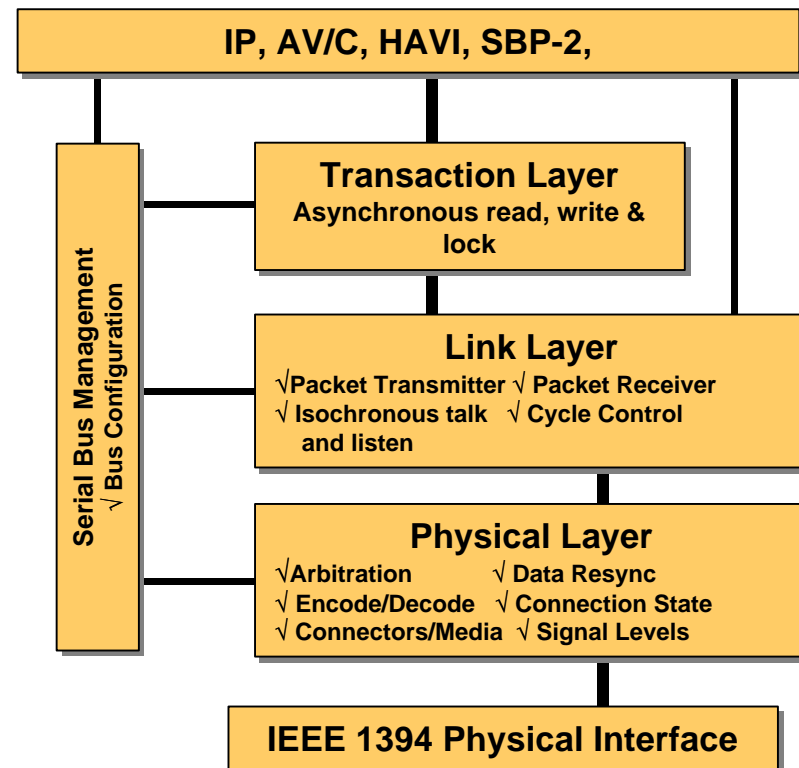 IP, AV/C, HAVI, SBP-2,
Transaction Layer
Asynchronous read, write &
lock
Serial Bus Management
√ Bus Configuration
Link Layer
√Packet Transmitter √ Packet Receiver
√ Isochronous talk √ Cycle Control
and listen
Physical Layer
√Arbitration √ Data Resync
√ Encode/Decode √ Connection State
√ Connectors/Media √ Signal Levels
IEEE 1394 Physical Interface